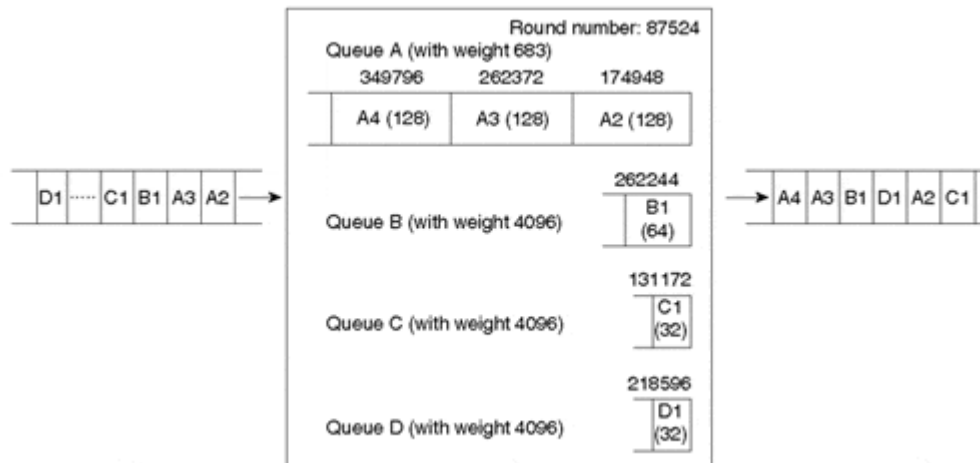 Round number: 87524
Queue A (with weight 683)
349796 262372 174948
A4 (128) A3 (128) A2 (128)
D1 ---- C1 B1 A3 A2
262244
Queue B (with weight 4096)
B1
(64)
A4 A3 B1 D1 A2 C1
131172
Queue C (with weight 4096)
C1
(32)
218596
Queue D (with weight 4096)
D1
(32)